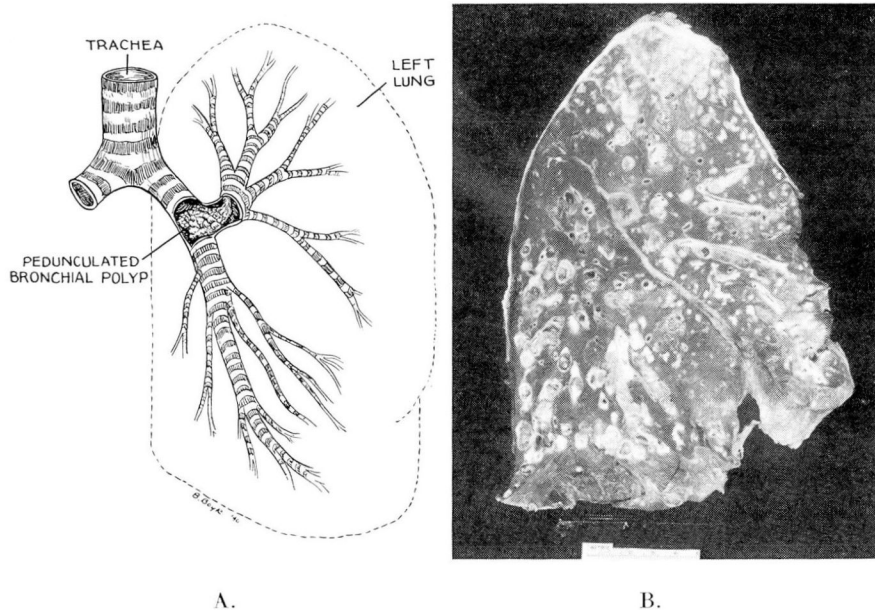 TRACHEA
LEFT
LUNG
PEDUNCULATED
BRONCHIAL POLYP
A.
B.